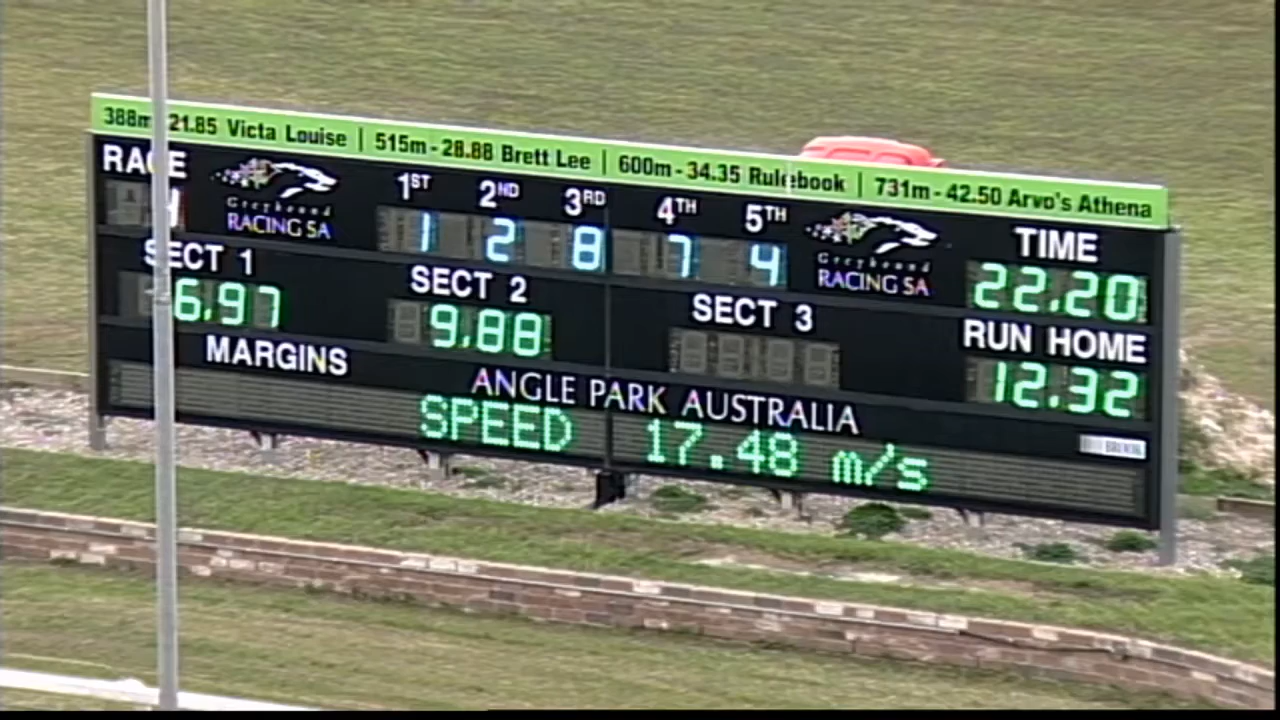 388m 21.85 Victa Louise | 515m - 28.88 Brett Lee | 600m - 34.35 Rulebook | 731m - 42.50 Arvo's Athena
RACE 1ST 2ND 3RD 4TH 5TH TIME
Greyhound RACING SA 1 2 8 7 4 Greyhound RACING SA 22.20
SECT 1 SECT 2 SECT 3 RUN HOME
6.97 9.88 12.32
MARGINS ANGLE PARK AUSTRALIA
SPEED 17.48 m/s